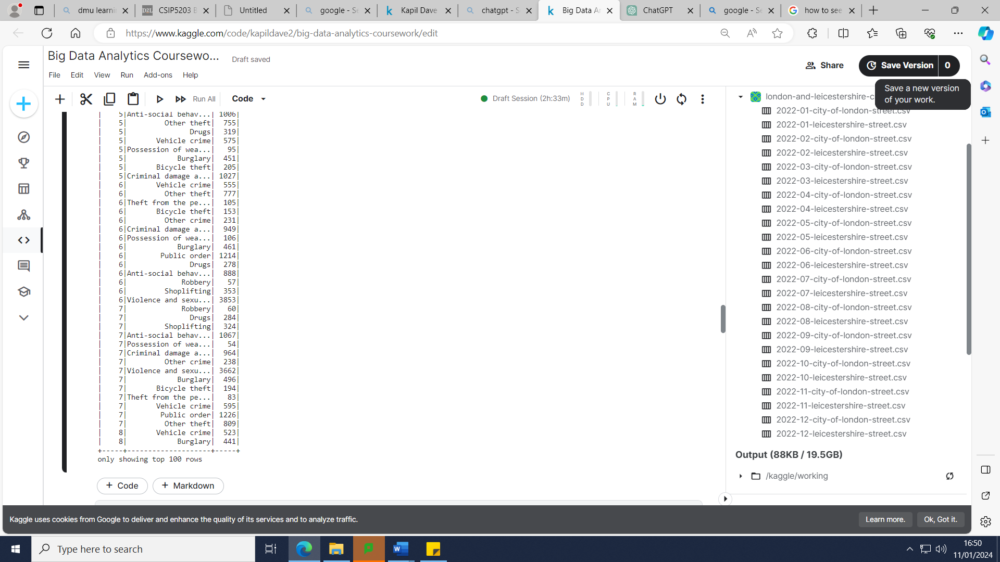 dmu learni
CSIP5203 B
Untitled
google - Se
Kapil Dave
chatgpt - S
Big Data An
ChatGPT
google - Se
how to see
https://www.kaggle.com/code/kapildave2/big-data-analytics-coursework/edit
Big Data Analytics Coursewo...
Draft saved
File Edit View Run Add-ons Help
Share
Save Version 0
Save a new version
of your work.
Run All
Code
Draft Session (2h:33m)
HDD
CPU
RAM
| 5|Anti-social behav...| 1006|
| 5| Other theft| 755|
| 5| Drugs| 319|
| 5| Vehicle crime| 575|
| 5|Possession of wea...| 95|
| 5| Burglary| 451|
| 5| Bicycle theft| 205|
| 5|Criminal damage a...| 1027|
| 6| Vehicle crime| 555|
| 6| Other theft| 777|
| 6|Theft from the pe...| 105|
| 6| Bicycle theft| 153|
| 6| Other crime| 231|
| 6|Criminal damage a...| 949|
| 6|Possession of wea...| 106|
| 6| Burglary| 461|
| 6| Public order| 1214|
| 6| Drugs| 278|
| 6|Anti-social behav...| 888|
| 6| Robbery| 57|
| 6| Shoplifting| 353|
| 6|Violence and sexu...| 3853|
| 7| Robbery| 60|
| 7| Drugs| 284|
| 7| Shoplifting| 324|
| 7|Anti-social behav...| 1067|
| 7|Possession of wea...| 54|
| 7|Criminal damage a...| 964|
| 7| Other crime| 238|
| 7|Violence and sexu...| 3662|
| 7| Burglary| 496|
| 7| Bicycle theft| 194|
| 7|Theft from the pe...| 83|
| 7| Vehicle crime| 595|
| 7| Public order| 1226|
| 7| Other theft| 809|
| 8| Vehicle crime| 523|
| 8| Burglary| 441|
+-----+--------------------+-----+
only showing top 100 rows
+ Code
+ Markdown
london-and-leicestershire-c
2022-01-city-of-london-street.csv
2022-01-leicestershire-street.csv
2022-02-city-of-london-street.csv
2022-02-leicestershire-street.csv
2022-03-city-of-london-street.csv
2022-03-leicestershire-street.csv
2022-04-city-of-london-street.csv
2022-04-leicestershire-street.csv
2022-05-city-of-london-street.csv
2022-05-leicestershire-street.csv
2022-06-city-of-london-street.csv
2022-06-leicestershire-street.csv
2022-07-city-of-london-street.csv
2022-07-leicestershire-street.csv
2022-08-city-of-london-street.csv
2022-08-leicestershire-street.csv
2022-09-city-of-london-street.csv
2022-09-leicestershire-street.csv
2022-10-city-of-london-street.csv
2022-10-leicestershire-street.csv
2022-11-city-of-london-street.csv
2022-11-leicestershire-street.csv
2022-12-city-of-london-street.csv
2022-12-leicestershire-street.csv
Output (88KB / 19.5GB)
/kaggle/working
Kaggle uses cookies from Google to deliver and enhance the quality of its services and to analyze traffic.
Learn more.
Ok, Got it.
Type here to search
16:50
11/01/2024